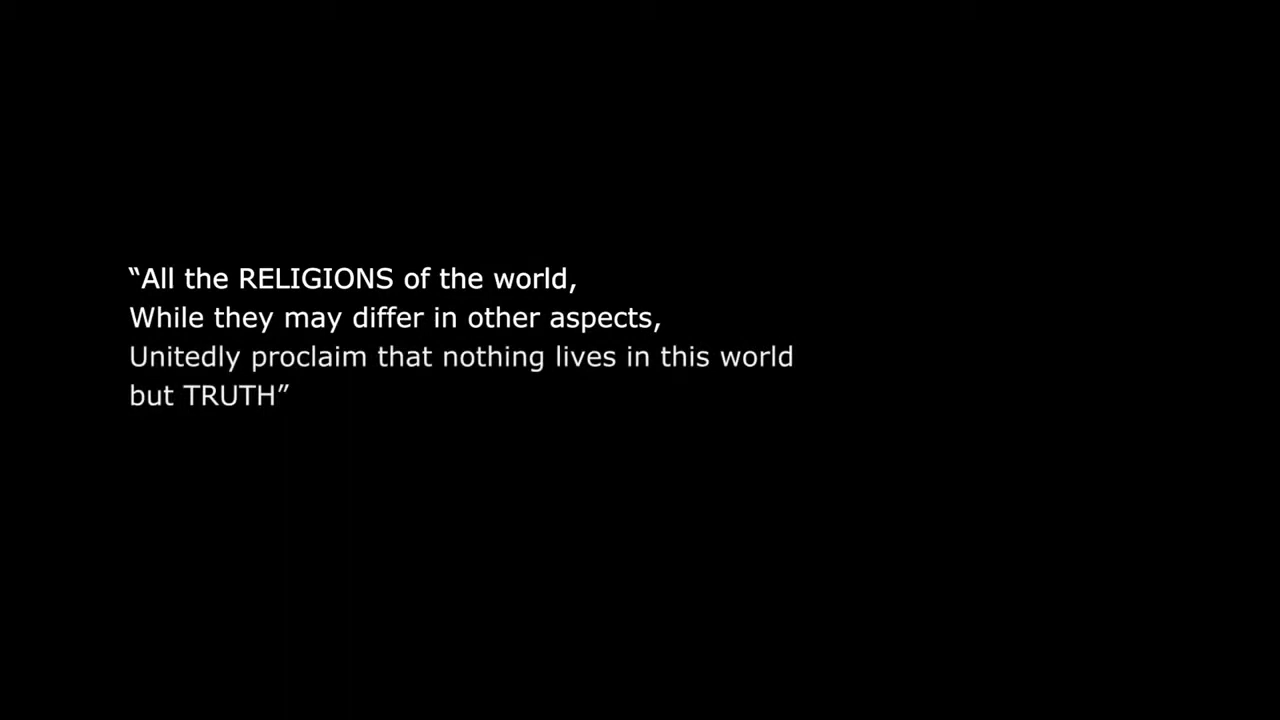 “All the RELIGIONS of the world,
While they may differ in other aspects,
Unitedly proclaim that nothing lives in this world
but TRUTH”